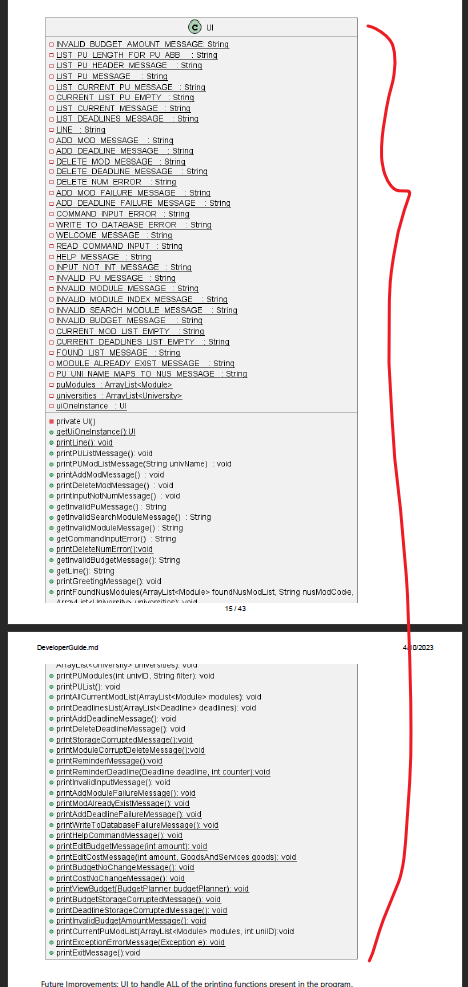 C UI
INVALID_BUDGET_AMOUNT_MESSAGE: String
LIST_PU_LENGTH_FOR_PU_ABB : String
LIST_PU_HEADER_MESSAGE : String
LIST_PU_MESSAGE : String
LIST_CURRENT_PU_MESSAGE : String
CURRENT_LIST_PU_EMPTY : String
LIST_CURRENT_MESSAGE : String
LIST_DEADLINES_MESSAGE : String
LINE : String
ADD_MOD_MESSAGE : String
ADD_DEADLINE_MESSAGE : String
DELETE_MOD_MESSAGE : String
DELETE_DEADLINE_MESSAGE : String
DELETE_NUM_ERROR : String
ADD_MOD_FAILURE_MESSAGE : String
ADD_DEADLINE_FAILURE_MESSAGE : String
COMMAND_INPUT_ERROR : String
WRITE_TO_DATABASE_ERROR : String
WELCOME_MESSAGE : String
READ_COMMAND_INPUT : String
HELP_MESSAGE : String
INPUT_NOT_INT_MESSAGE : String
INVALID_PU_MESSAGE : String
INVALID_MODULE_MESSAGE : String
INVALID_MODULE_INDEX_MESSAGE : String
INVALID_SEARCH_MODULE_MESSAGE : String
INVALID_BUDGET_MESSAGE : String
CURRENT_MOD_LIST_EMPTY : String
CURRENT_DEADLINES_LIST_EMPTY : String
FOUND_LIST_MESSAGE : String
MODULE_ALREADY_EXIST_MESSAGE : String
PU_UNI_NAME_MAPS_TO_NUS_MESSAGE : String
puModules : ArrayList<Module>
universities : ArrayList<University>
uiOneInstance : UI
private UI()
getUiOneInstance():UI
printLine(): void
printPUListMessage(): void
printPUModListMessage(String univName) : void
printAddModMessage() : void
printDeleteModMessage() : void
printInputNotNumMessage() : void
getInvalidPuMessage() : String
getInvalidSearchModuleMessage() : String
getInvalidModuleMessage() : String
getCommandInputError() : String
printDeleteNumError():void
getInvalidBudgetMessage(): String
getLine(): String
printGreetingMessage(): void
printFoundNusModules(ArrayList<Module> foundNusModList, String nusModCode,
ArrayList<University> universities): void
15 / 43
DeveloperGuide.md 4/10/2023
ArrayList<University> universities): void
printPUModules(int univID, String filter): void
printPUList(): void
printAllCurrentModList(ArrayList<Module> modules): void
printDeadlinesList(ArrayList<Deadline> deadlines): void
printAddDeadlineMessage(): void
printDeleteDeadlineMessage(): void
printStorageCorruptedMessage():void
printModuleCorruptDeleteMessage(): void
printReminderMessage():void
printReminderDeadline(Deadline deadline, int counter):void
printInvalidInputMessage(): void
printAddModuleFailureMessage(): void
printModAlreadyExistMessage(): void
printAddDeadlineFailureMessage(): void
printWriteToDatabaseFailureMessage(): void
printHelpCommandMessage(): void
printEditBudgetMessage(int amount): void
printEditCostMessage(int amount, GoodsAndServices goods): void
printBudgetNoChangeMessage(): void
printCostNoChangeMessage(): void
printViewBudget(BudgetPlanner budgetPlanner): void
printBudgetStorageCorruptedMessage(): void
printDeadlineStorageCorruptedMessage(): void
printInvalidBudgetAmountMessage(): void
printCurrentPuModList(ArrayList<Module> modules, int uniID):void
printExceptionErrorMessage(Exception e): void
printExitMessage():void
Future Improvements: UI to handle ALL of the printing functions present in the program.